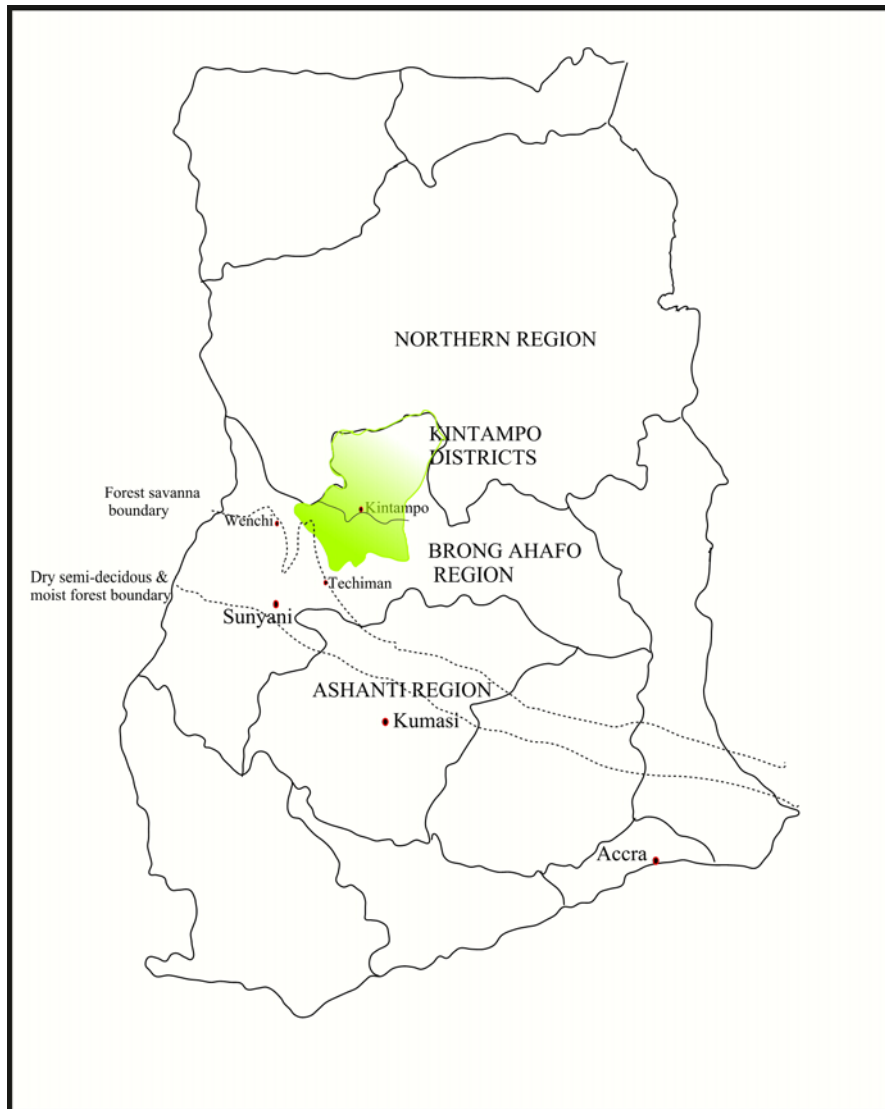 NORTHERN REGION
KINTAMPO
DISTRICTS
Forest savanna
boundary
Kintampo
Wenchi
BRONG AHAFO
REGION
Dry semi-decidous &
moist forest boundary
Techiman
Sunyani
ASHANTI REGION
Kumasi
Accra